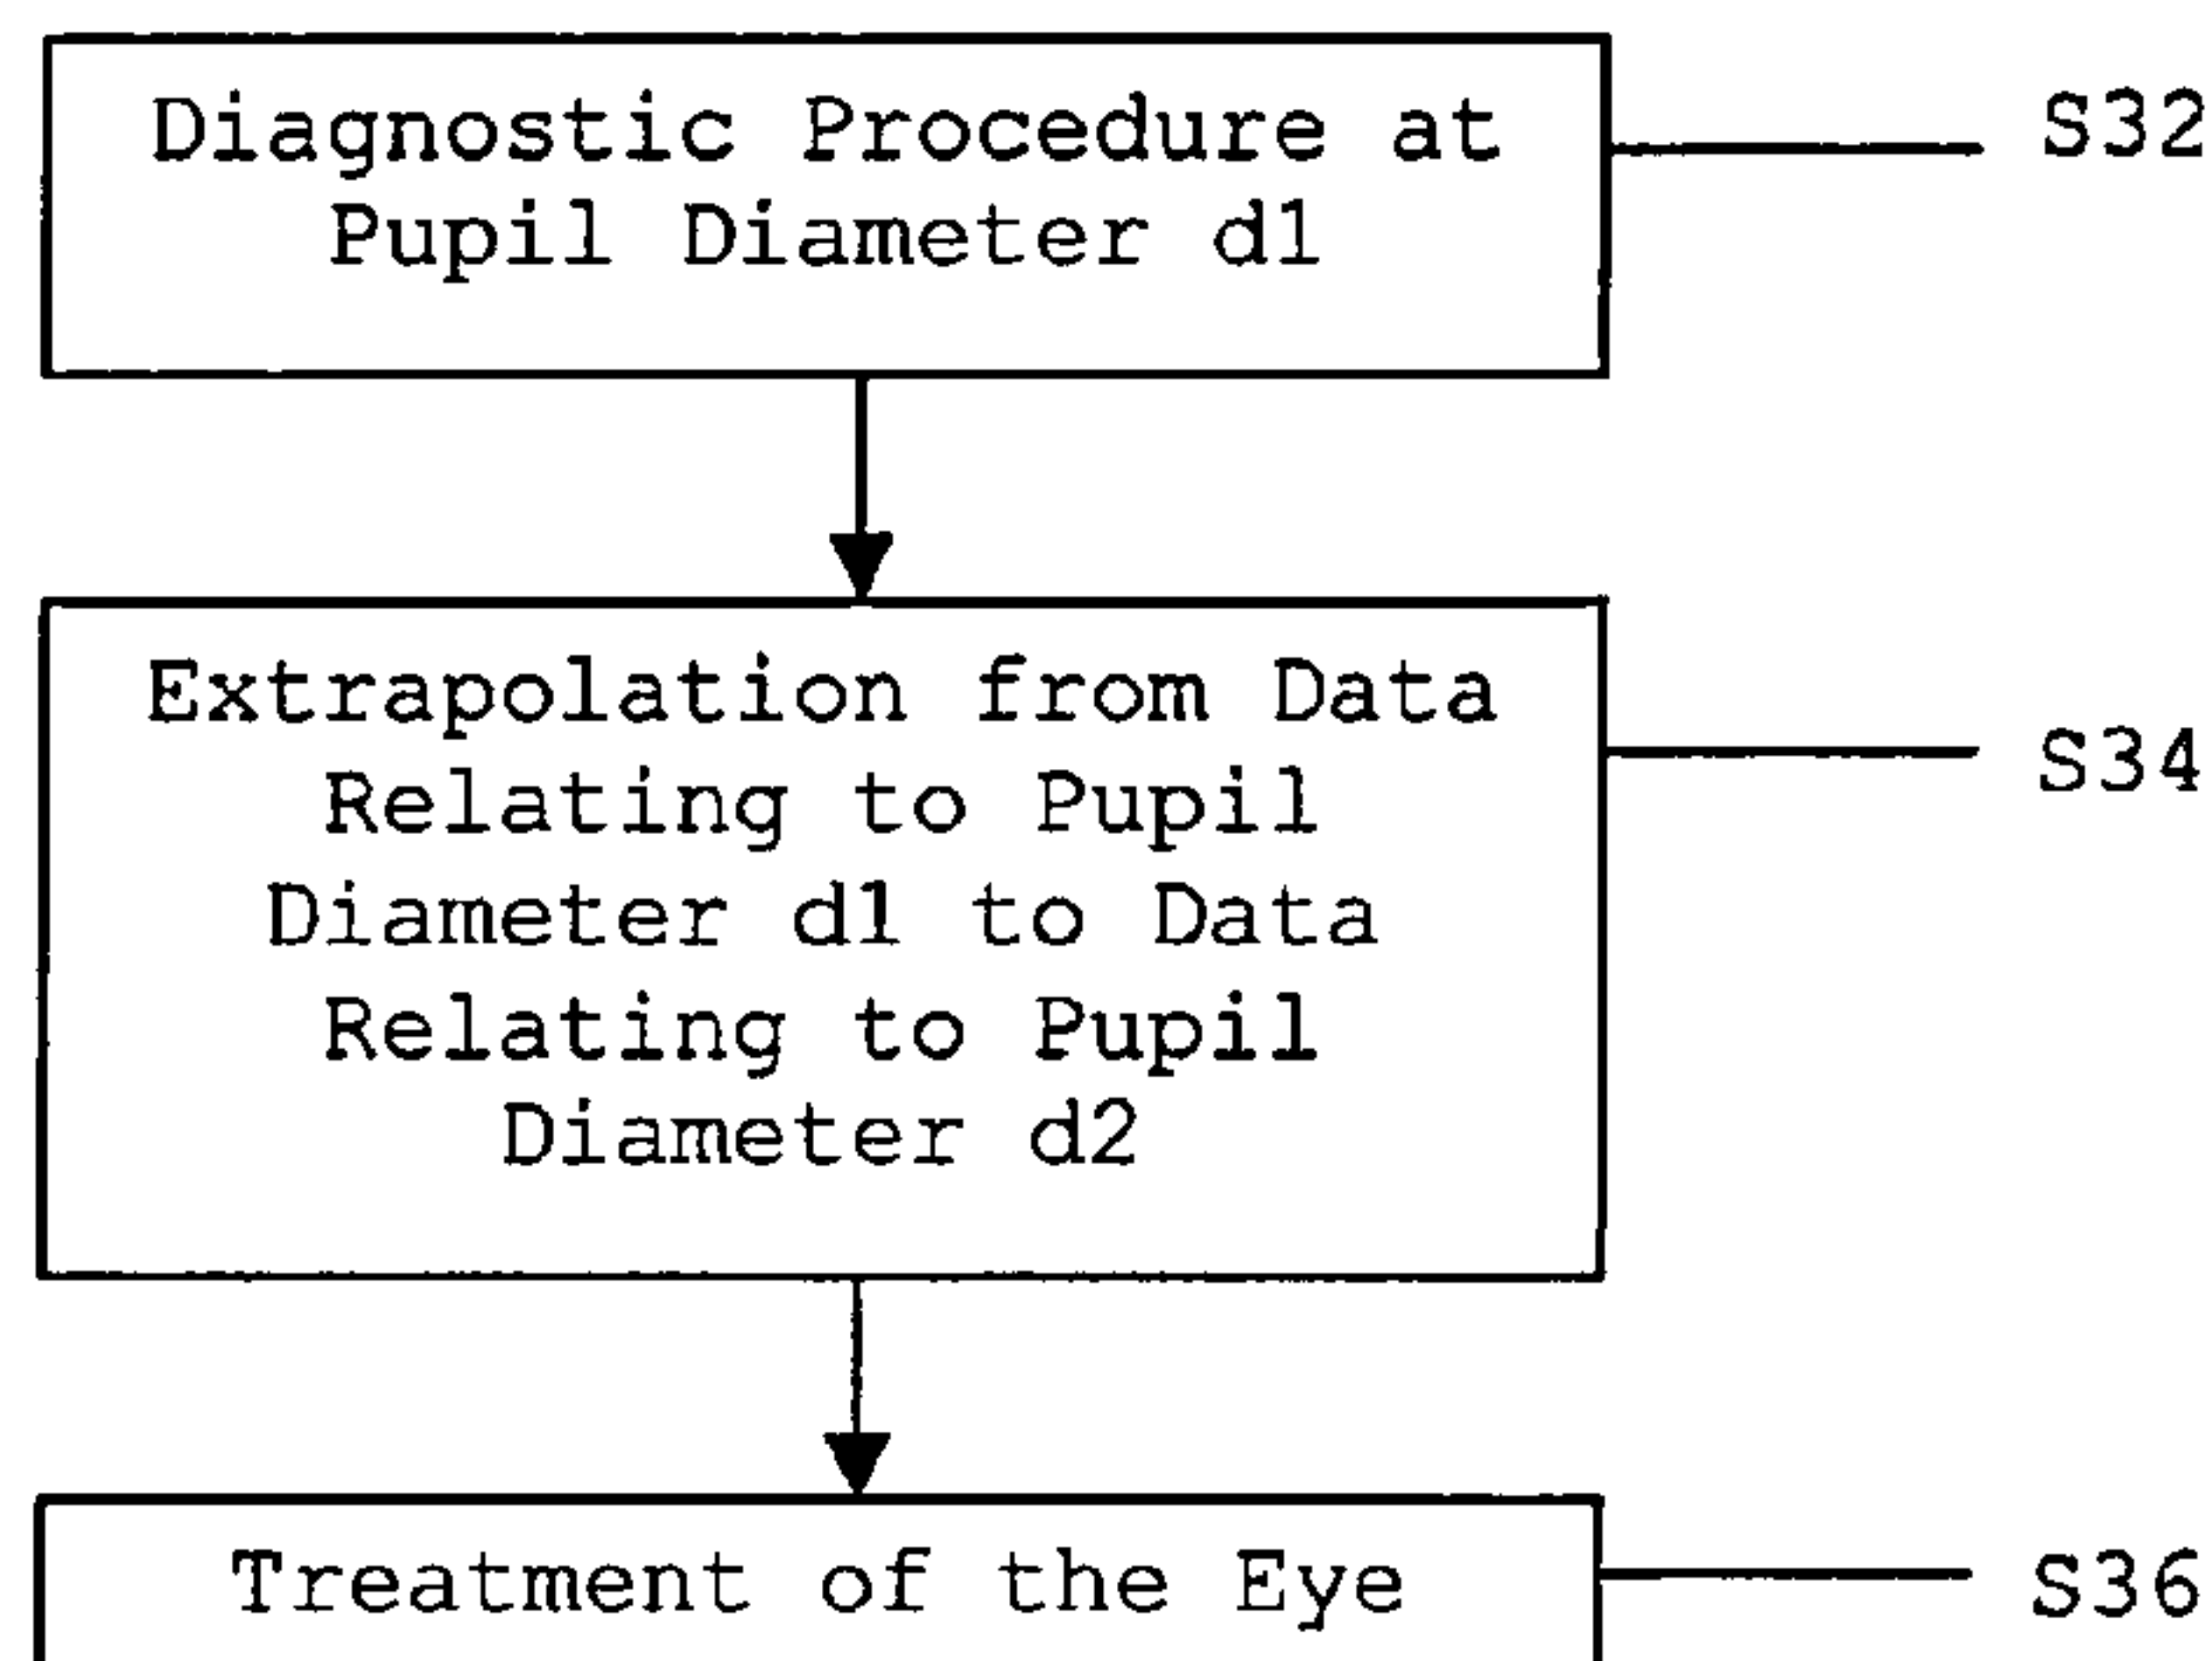 Diagnostic Procedure at
Pupil Diameter d1
S32
Extrapolation from Data
Relating to Pupil
Diameter d1 to Data
Relating to Pupil
Diameter d2
S34
Treatment of the Eye
S36